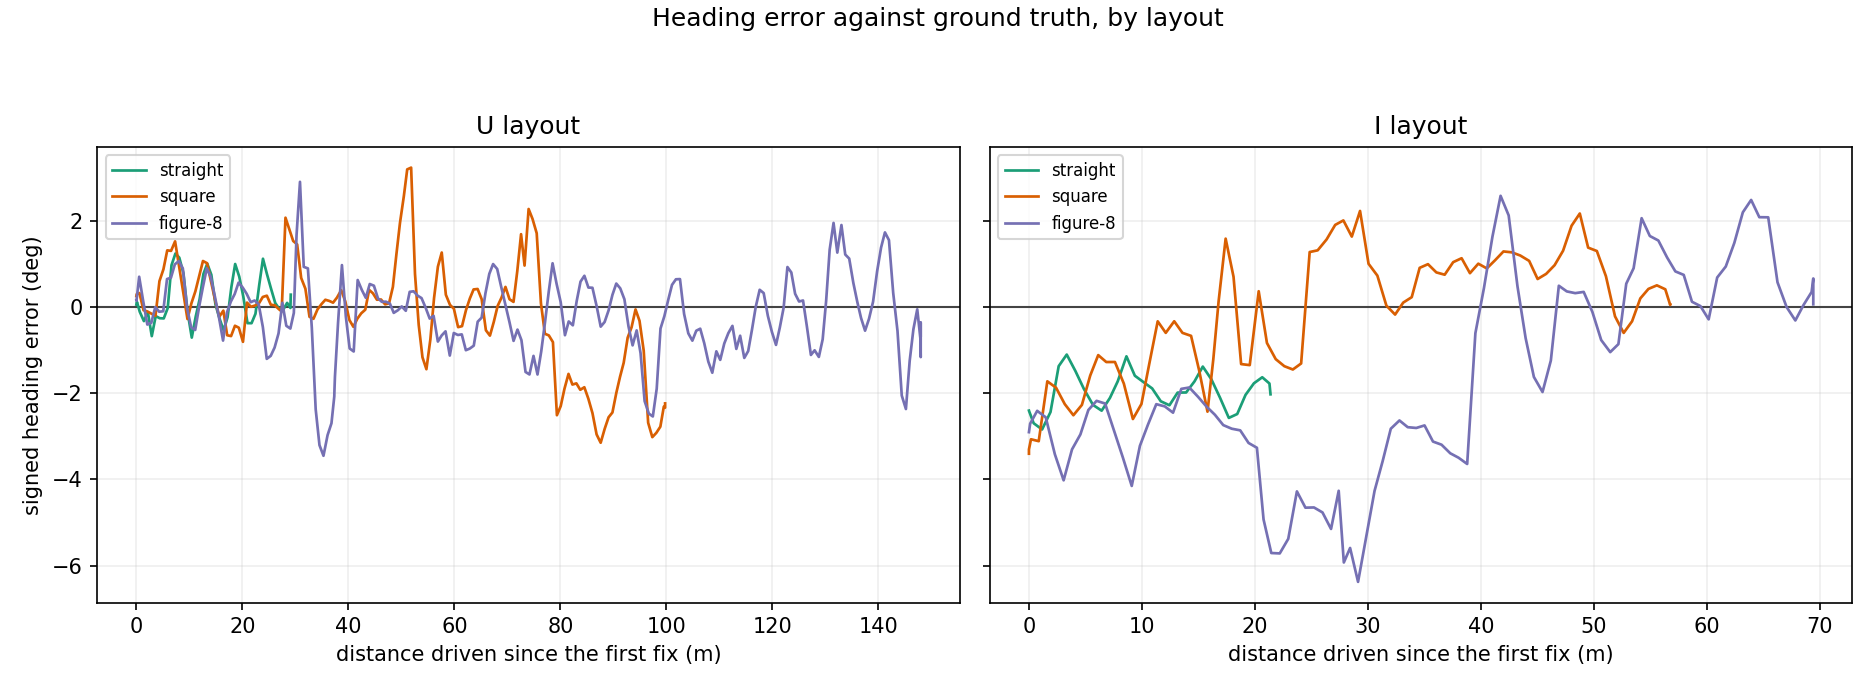 Heading error against ground truth, by layout
U layout
I layout
straight
square
figure-8
straight
square
figure-8
signed heading error (deg)
2
0
−2
−4
−6
0 20 40 60 80 100 120 140
0 10 20 30 40 50 60 70
distance driven since the first fix (m)
distance driven since the first fix (m)